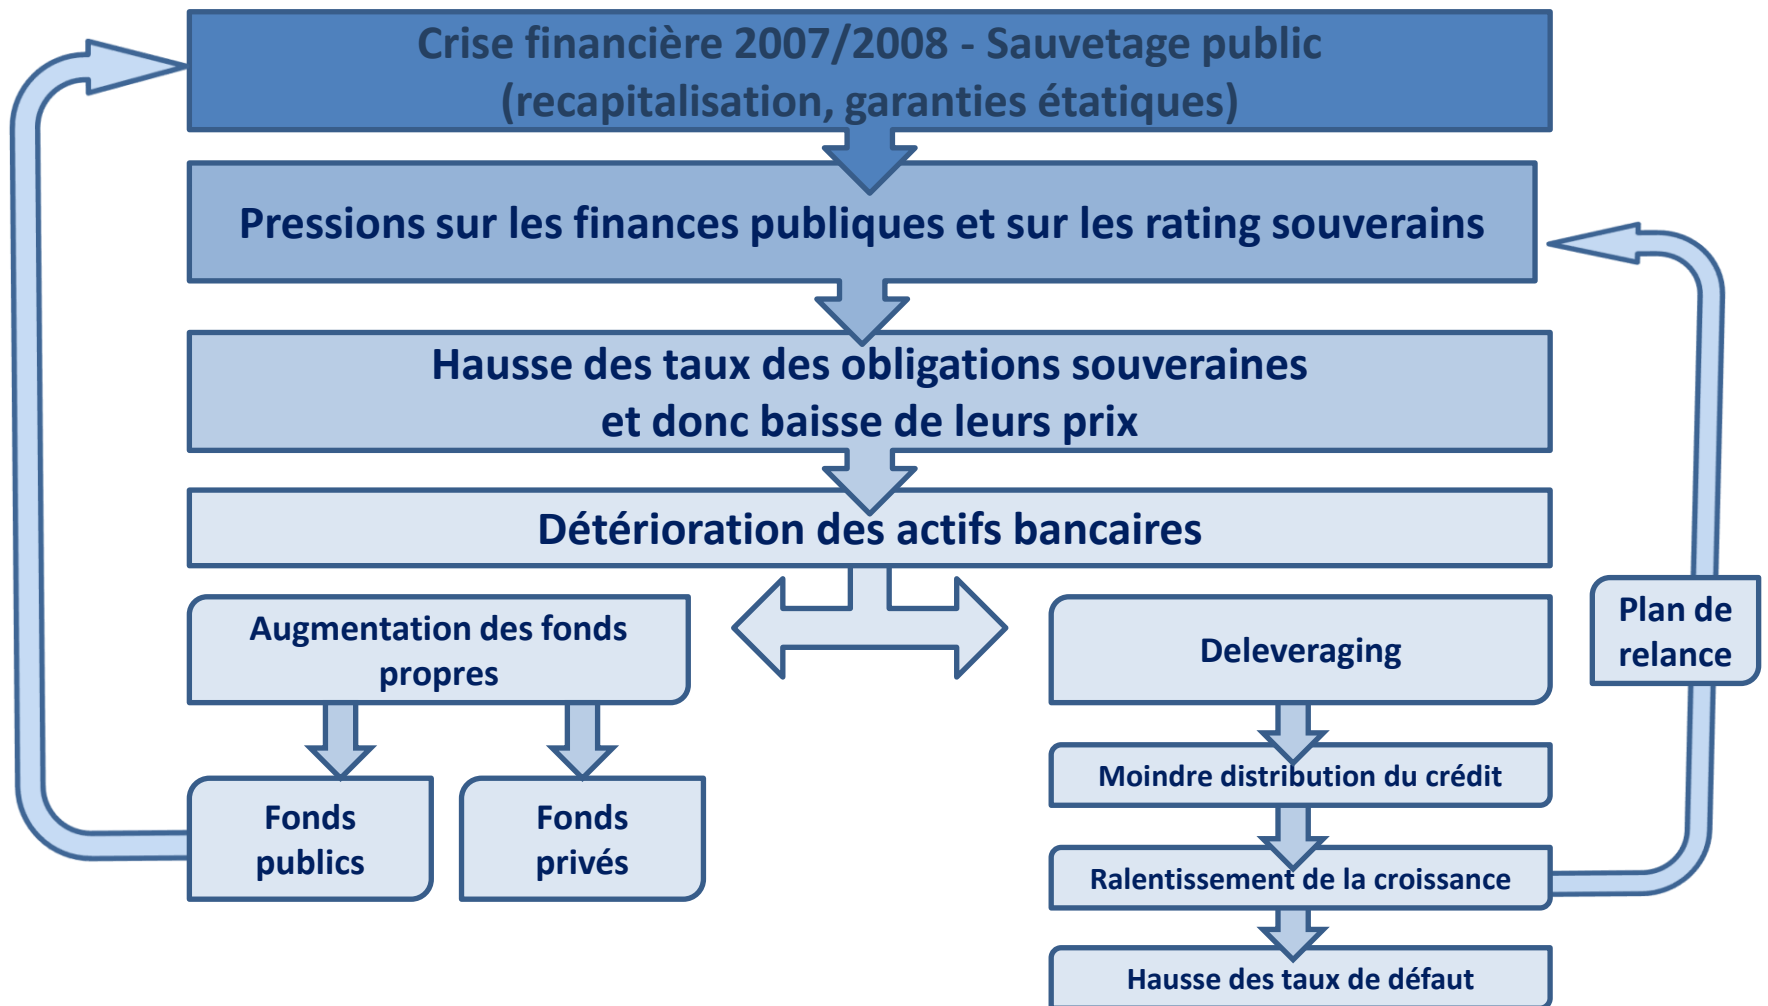 Crise financière 2007/2008 - Sauvetage public
(recapitalisation, garanties étatiques)
Pressions sur les finances publiques et sur les rating souverains
Hausse des taux des obligations souveraines
et donc baisse de leurs prix
Détérioration des actifs bancaires
Augmentation des fonds
propres
Fonds
publics
Fonds
privés
Deleveraging
Moindre distribution du crédit
Ralentissement de la croissance
Hausse des taux de défaut
Plan de
relance